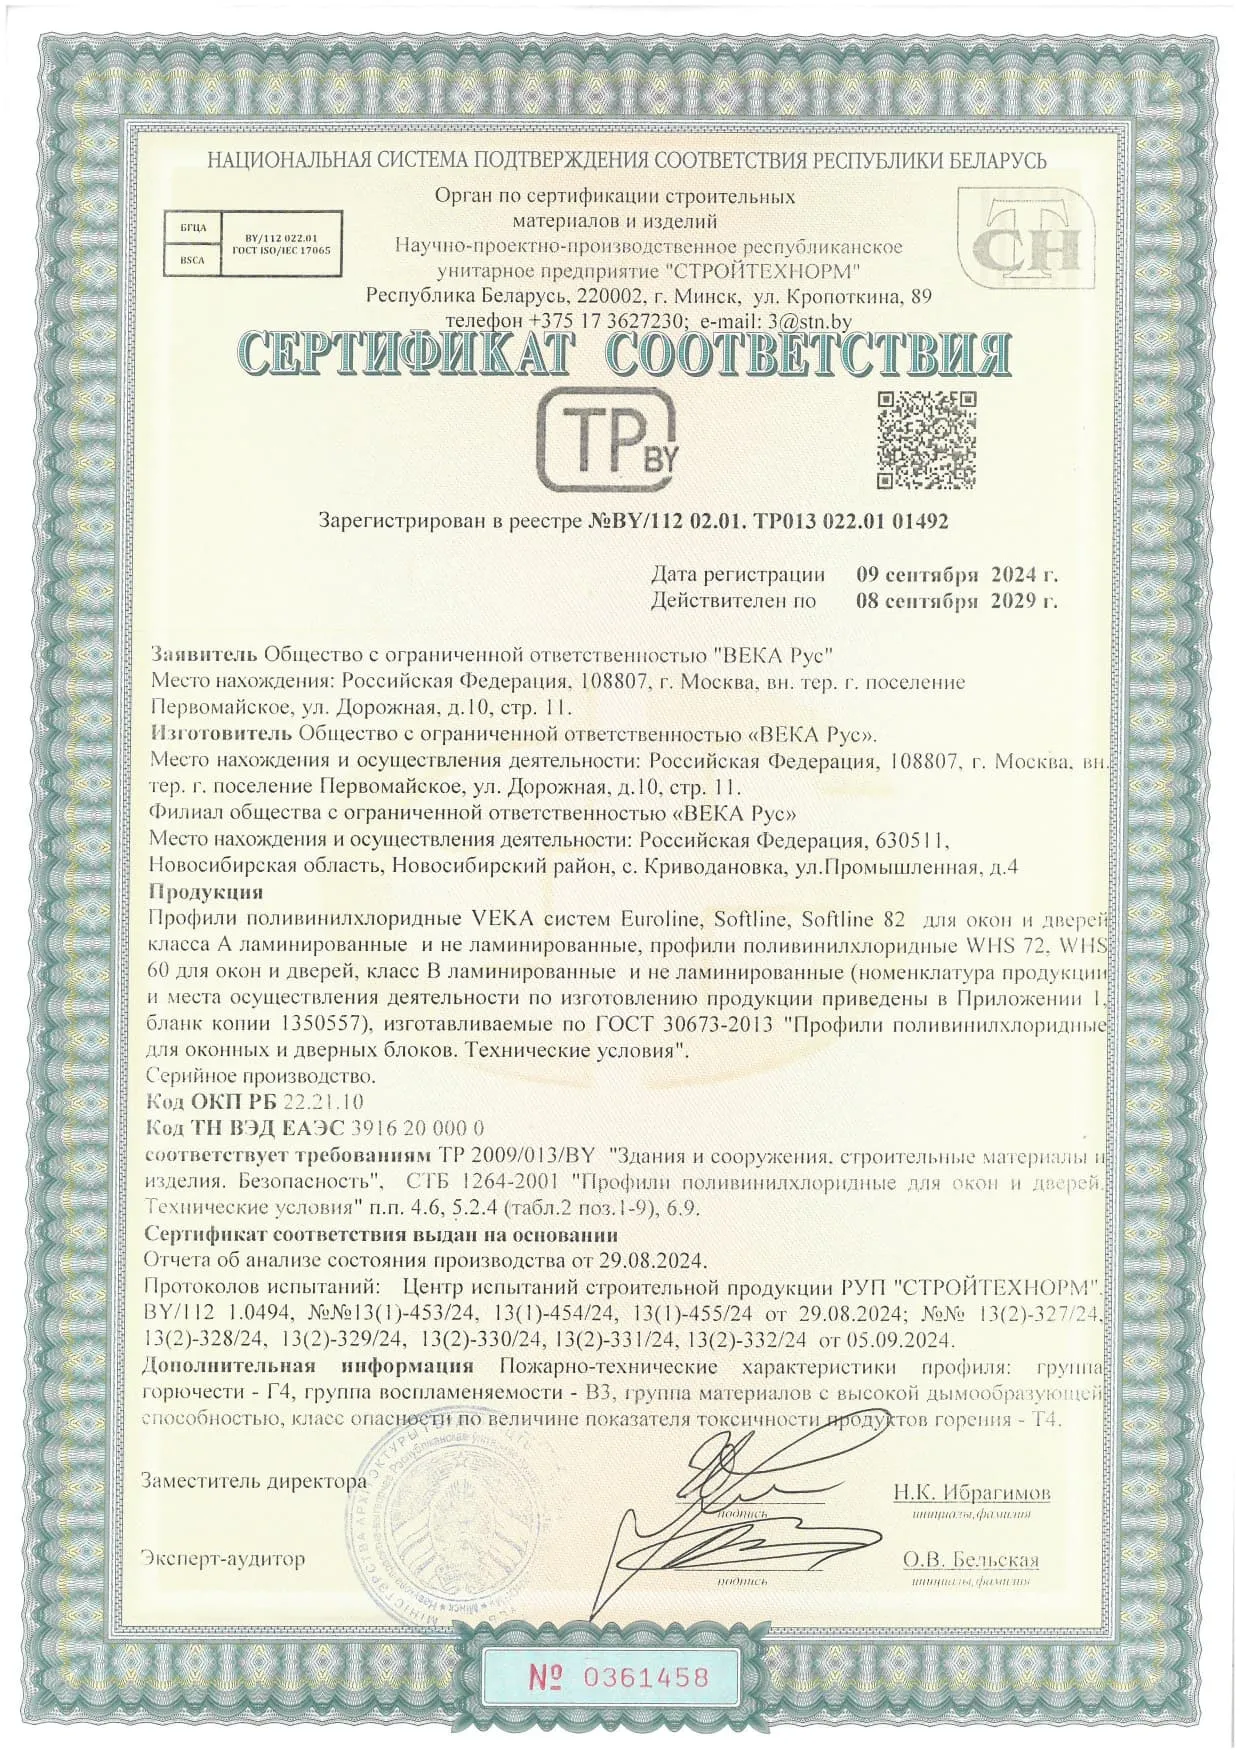 НАЦИОНАЛЬНАЯ СИСТЕМА ПОДТВЕРЖДЕНИЯ СООТВЕТСТВИЯ РЕСПУБЛИКИ БЕЛАРУСЬ
Орган по сертификации строительных
материалов и изделий
Научно-проектно-производственное республиканское
унитарное предприятие "СТРОЙТЕХНОРМ"
Республика Беларусь, 220002, г. Минск, ул. Кропоткина, 89
телефон +375 17 3627230; e-mail: 3@stn.by
БГЦА
BSCA
BY/112 022.01
ГОСТ ISO/IEC 17065
СТН
СЕРТИФИКАТ СООТВЕТСТВИЯ
ТР BY
Зарегистрирован в реестре №BY/112 02.01. ТР013 022.01 01492
Дата регистрации 09 сентября 2024 г.
Действителен по 08 сентября 2029 г.
Заявитель Общество с ограниченной ответственностью "ВЕКА Рус"
Место нахождения: Российская Федерация, 108807, г. Москва, вн. тер. г. поселение
Первомайское, ул. Дорожная, д.10, стр. 11.
Изготовитель Общество с ограниченной ответственностью «ВЕКА Рус».
Место нахождения и осуществления деятельности: Российская Федерация, 108807, г. Москва, вн.
тер. г. поселение Первомайское, ул. Дорожная, д.10, стр. 11.
Филиал общества с ограниченной ответственностью «ВЕКА Рус»
Место нахождения и осуществления деятельности: Российская Федерация, 630511,
Новосибирская область, Новосибирский район, с. Криводановка, ул.Промышленная, д.4
Продукция
Профили поливинилхлоридные VEKA систем Euroline, Softline, Softline 82 для окон и дверей
класса А ламинированные и не ламинированные, профили поливинилхлоридные WHS 72, WHS
60 для окон и дверей, класс В ламинированные и не ламинированные (номенклатура продукции
и места осуществления деятельности по изготовлению продукции приведены в Приложении 1,
бланк копии 1350557), изготавливаемые по ГОСТ 30673-2013 "Профили поливинилхлоридные
для оконных и дверных блоков. Технические условия".
Серийное производство.
Код ОКП РБ 22.21.10
Код ТН ВЭД ЕАЭС 3916 20 000 0
соответствует требованиям ТР 2009/013/BY "Здания и сооружения, строительные материалы и
изделия. Безопасность", СТБ 1264-2001 "Профили поливинилхлоридные для окон и дверей.
Технические условия" п.п. 4.6, 5.2.4 (табл.2 поз.1-9), 6.9.
Сертификат соответствия выдан на основании
Отчета об анализе состояния производства от 29.08.2024.
Протоколов испытаний: Центр испытаний строительной продукции РУП "СТРОЙТЕХНОРМ".
BY/112 1.0494, №№13(1)-453/24, 13(1)-454/24, 13(1)-455/24 от 29.08.2024; №№ 13(2)-327/24,
13(2)-328/24, 13(2)-329/24, 13(2)-330/24, 13(2)-331/24, 13(2)-332/24 от 05.09.2024.
Дополнительная информация Пожарно-технические характеристики профиля: группа
горючести - Г4, группа воспламеняемости - В3, группа материалов с высокой дымообразующей
способностью, класс опасности по величине показателя токсичности продуктов горения - Т4.
Заместитель директора
подпись
Н.К. Ибрагимов
инициалы, фамилия
Эксперт-аудитор
подпись
О.В. Бельская
инициалы, фамилия
№ 0361458